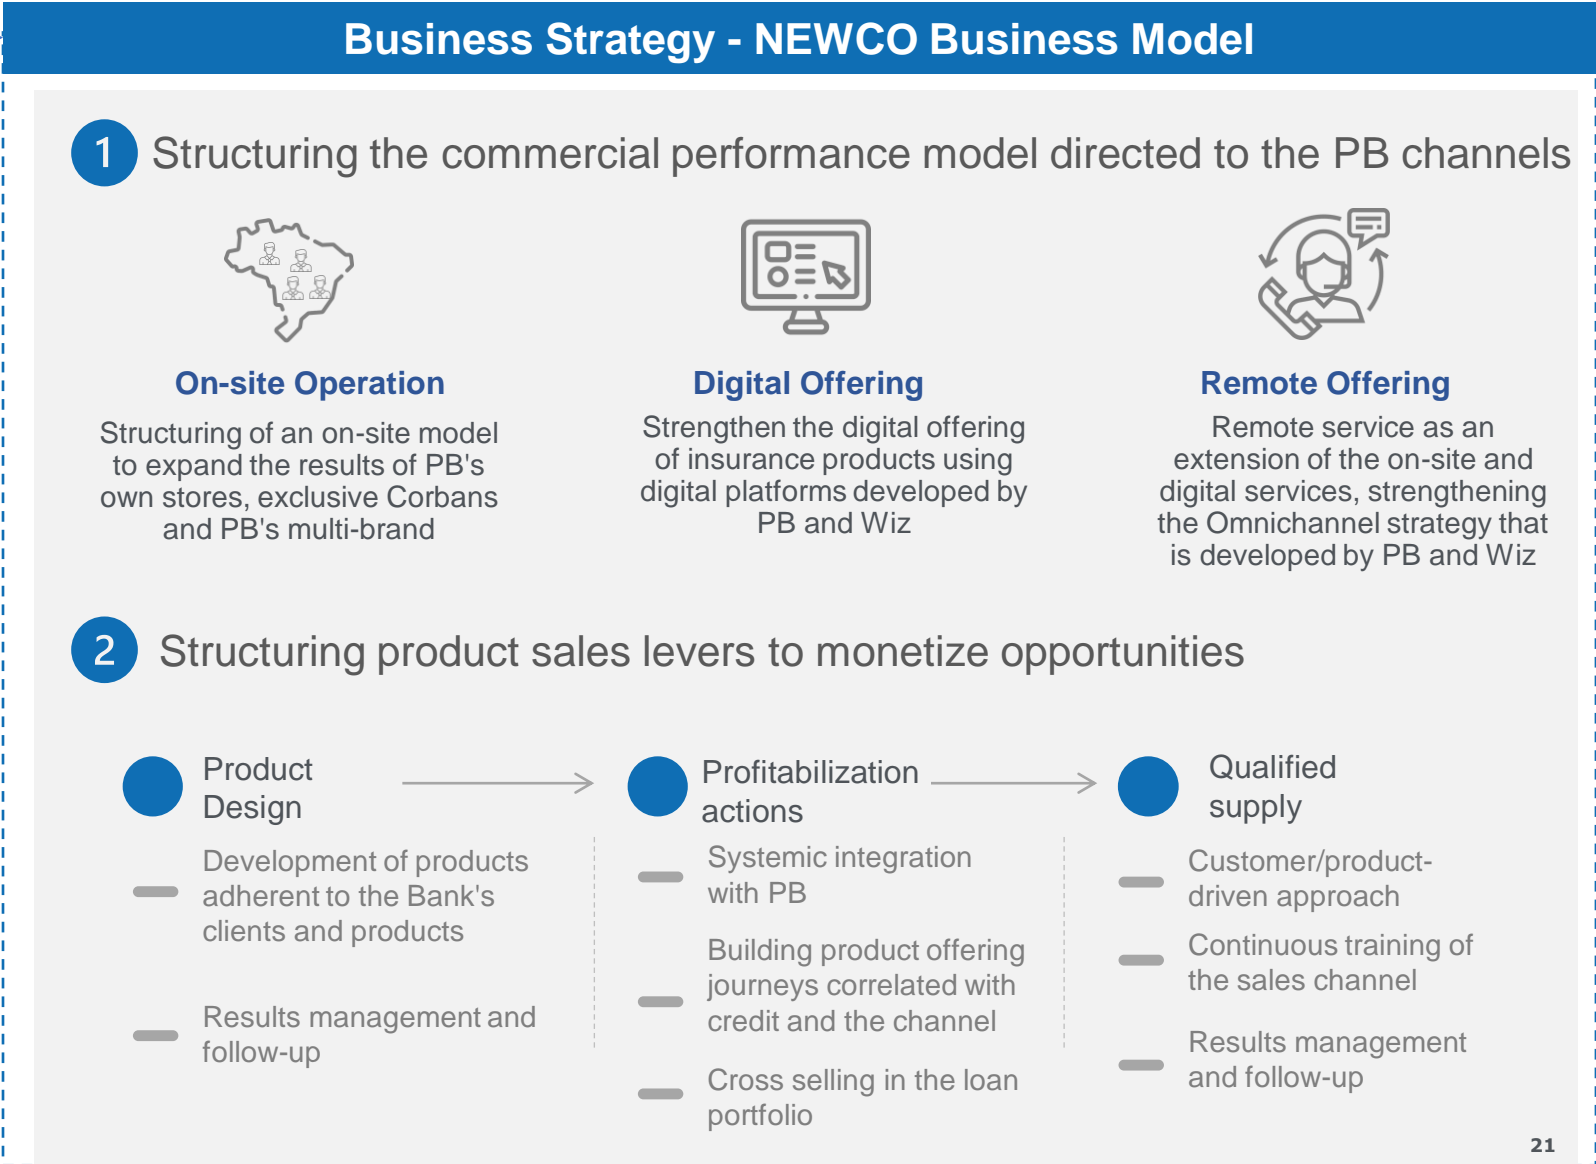 Business Strategy - NEWCO Business Model
1
Structuring the commercial performance model directed to the PB channels
On-site Operation
Structuring of an on-site model
to expand the results of PB's
own stores, exclusive Corbans
and PB's multi-brand
Digital Offering
Strengthen the digital offering
of insurance products using
digital platforms developed by
PB and Wiz
Remote Offering
Remote service as an
extension of the on-site and
digital services, strengthening
the Omnichannel strategy that
is developed by PB and Wiz
2
Structuring product sales levers to monetize opportunities
Product
Design
Development of products
adherent to the Bank's
clients and products
Results management and
follow-up
Profitabilization
actions
Systemic integration
with PB
Building product offering
journeys correlated with
credit and the channel
Cross selling in the loan
portfolio
Qualified
supply
Customer/product-
driven approach
Continuous training of
the sales channel
Results management
and follow-up
21